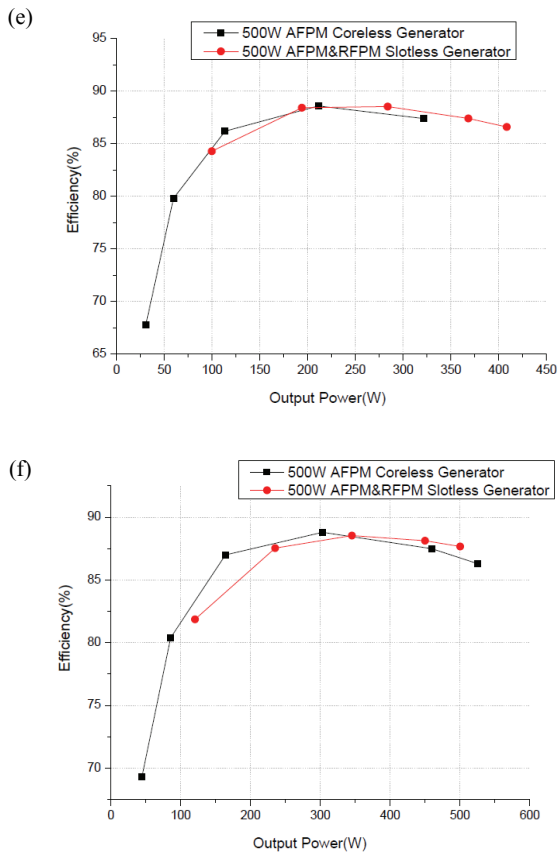 (e)
500W AFPM Coreless Generator
500W AFPM&RFPM Slotless Generator
95
90
85
80
75
70
65
Efficiency(%)
0 50 100 150 200 250 300 350 400 450
Output Power(W)
(f)
500W AFPM Coreless Generator
500W AFPM&RFPM Slotless Generator
90
85
80
75
70
Efficiency(%)
0 100 200 300 400 500 600
Output Power(W)